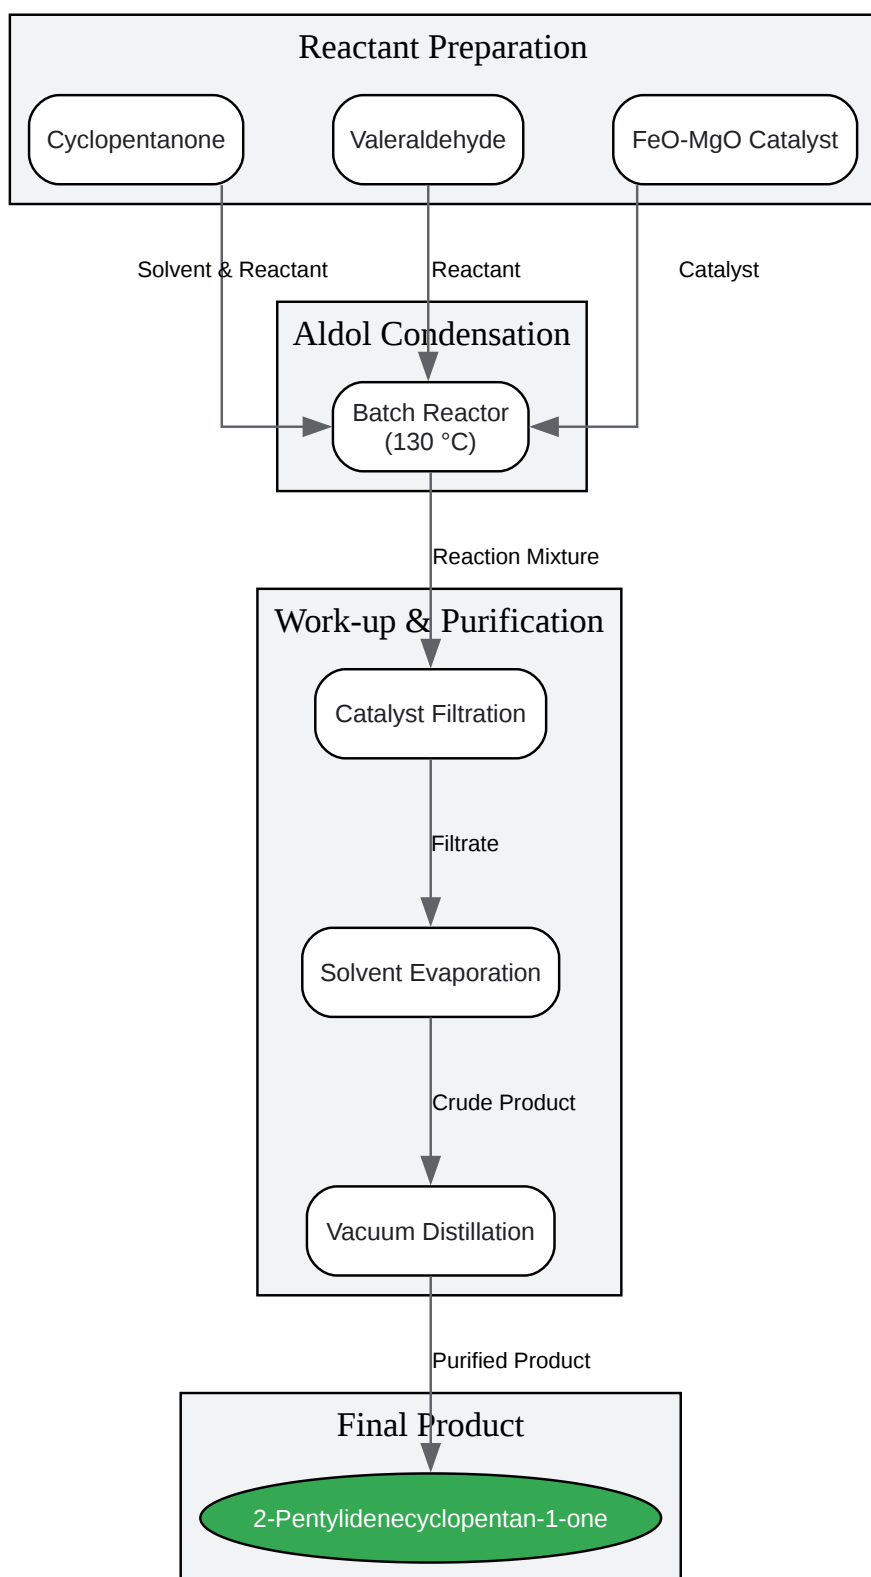 Reactant Preparation
Cyclopentanone
Valeraldehyde
FeO-MgO Catalyst
Solvent & Reactant
Reactant
Catalyst
Aldol Condensation
Batch Reactor
(130 °C)
Reaction Mixture
Work-up & Purification
Catalyst Filtration
Filtrate
Solvent Evaporation
Crude Product
Vacuum Distillation
Purified Product
Final Product
2-Pentylidenecyclopentan-1-one